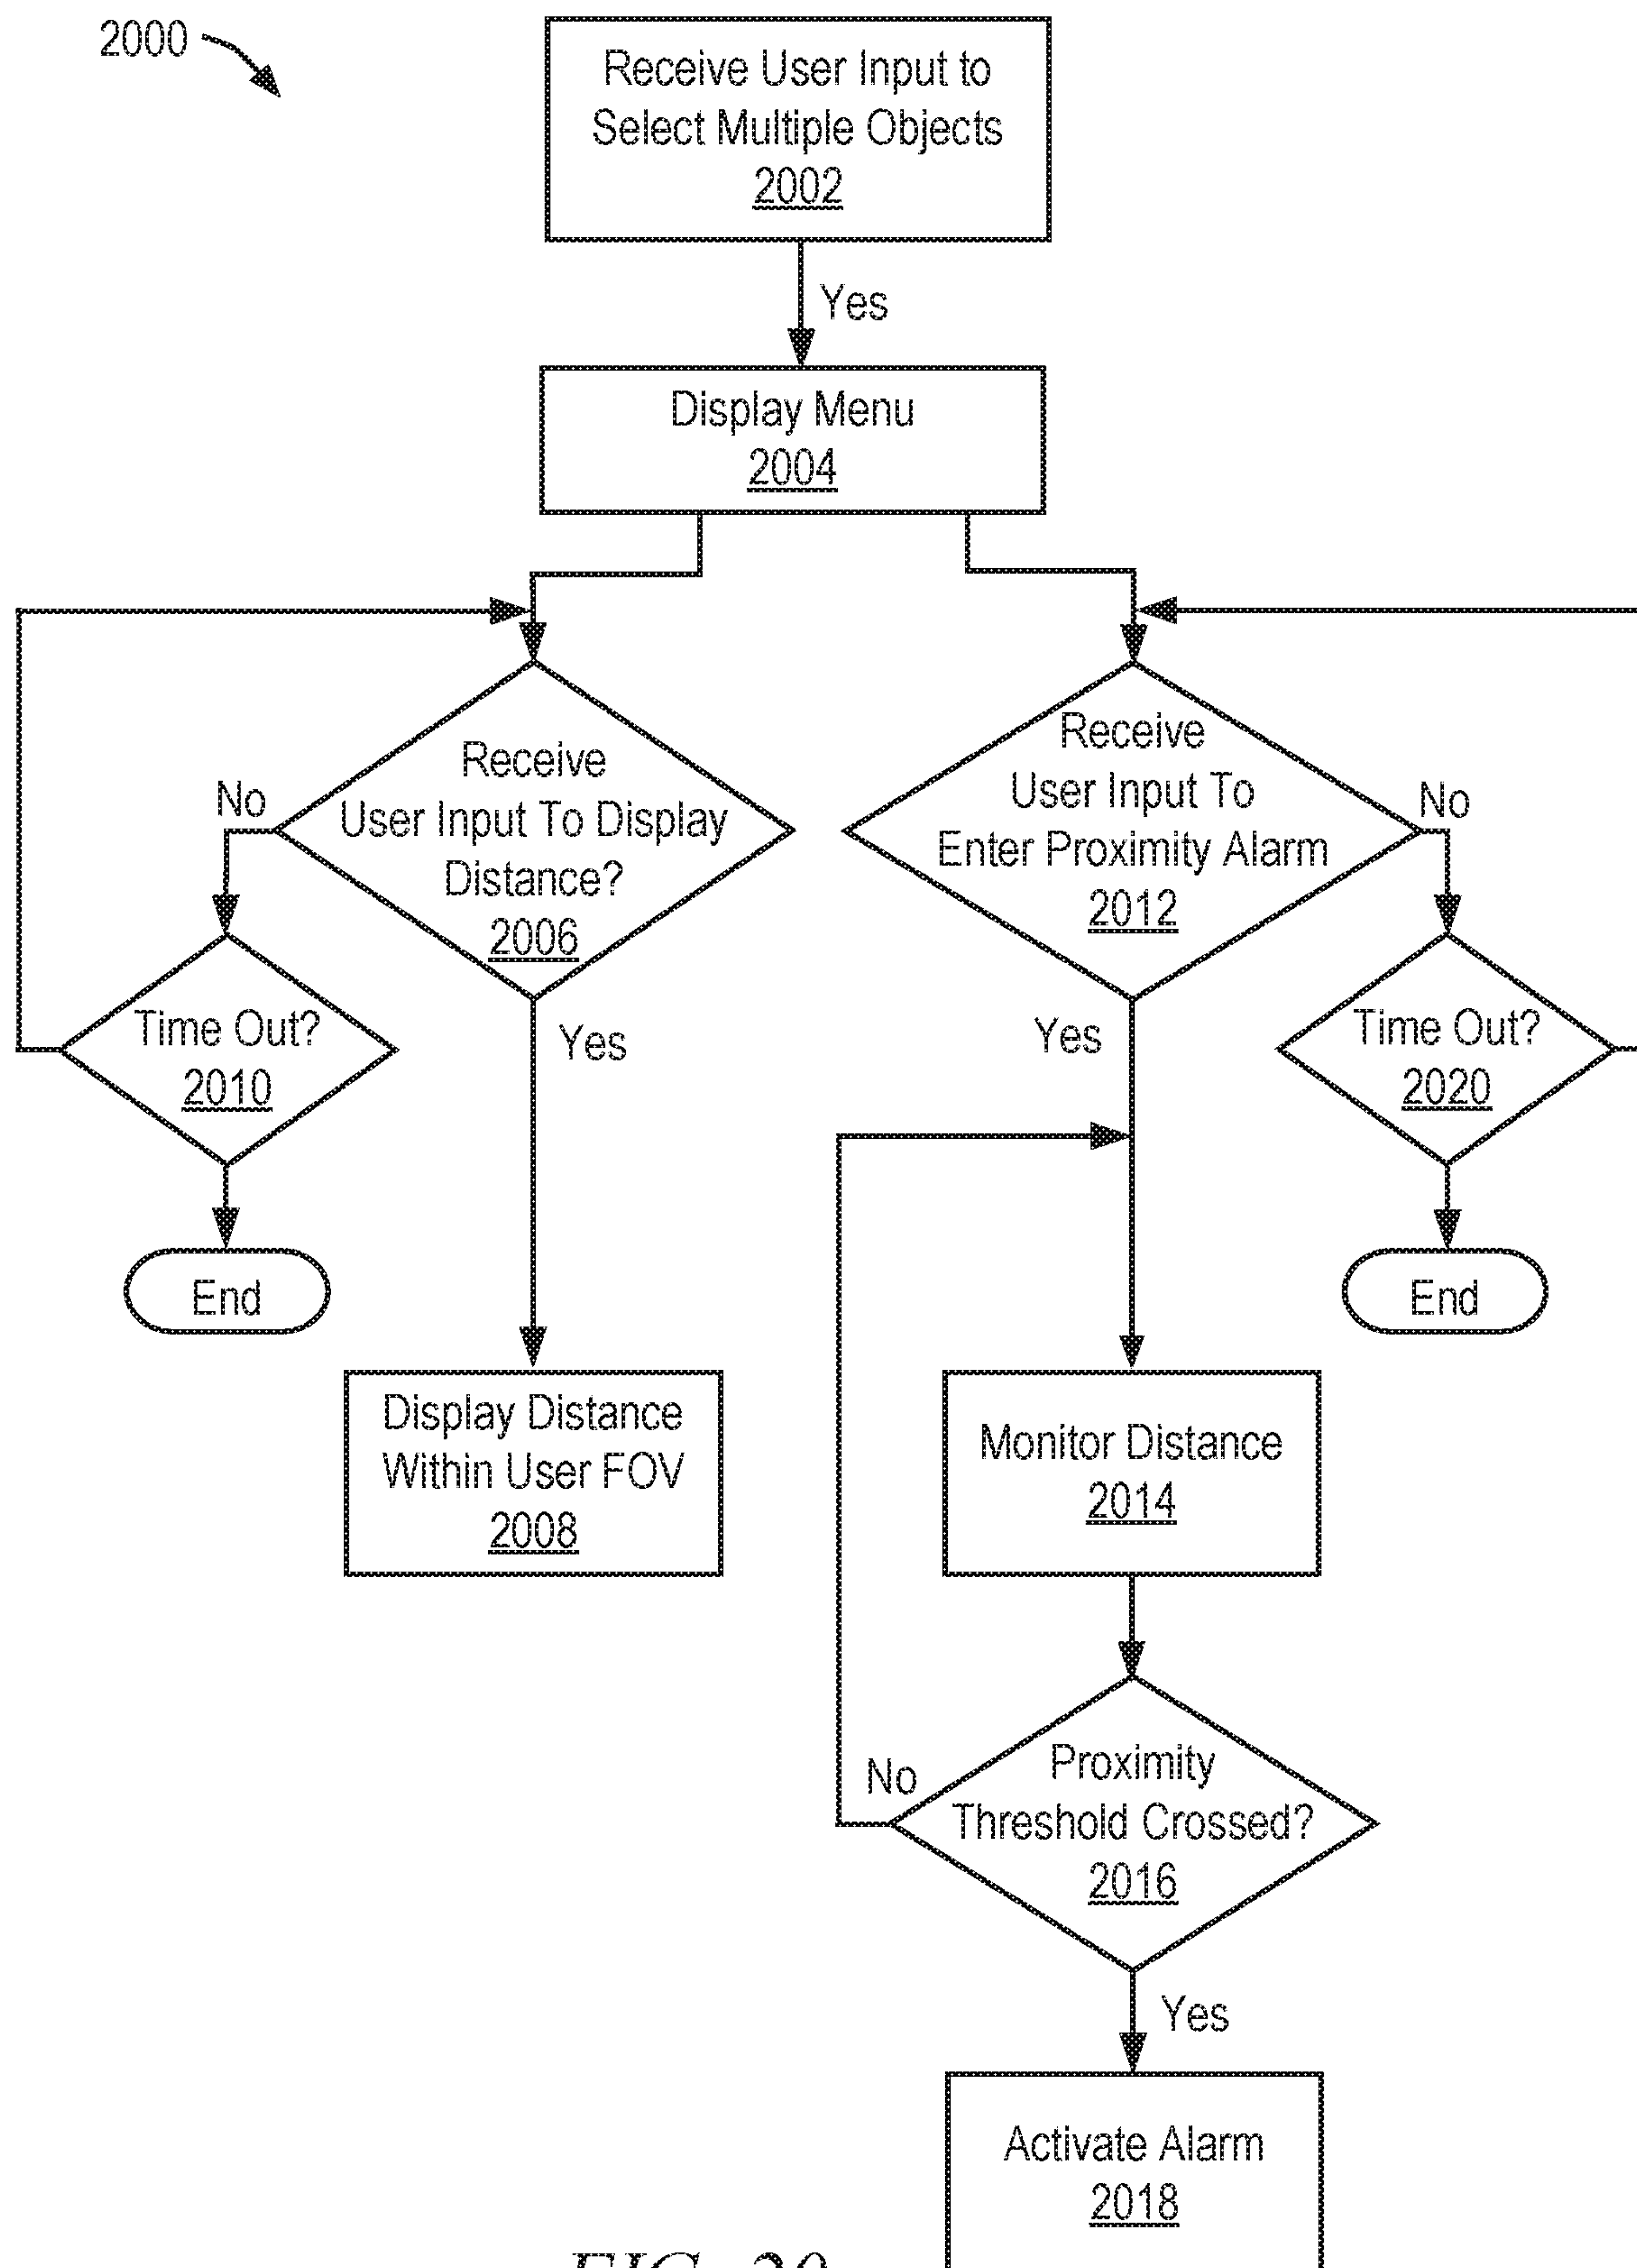 2000
Receive User Input to
Select Multiple Objects
2002
Yes
Display Menu
2004
Receive
User Input To Display
Distance?
2006
No
Yes
Time Out?
2010
End
Display Distance
Within User FOV
2008
Receive
User Input To
Enter Proximity Alarm
2012
No
Yes
Time Out?
2020
End
Monitor Distance
2014
Proximity
Threshold Crossed?
2016
No
Yes
Activate Alarm
2018
FIG. 20